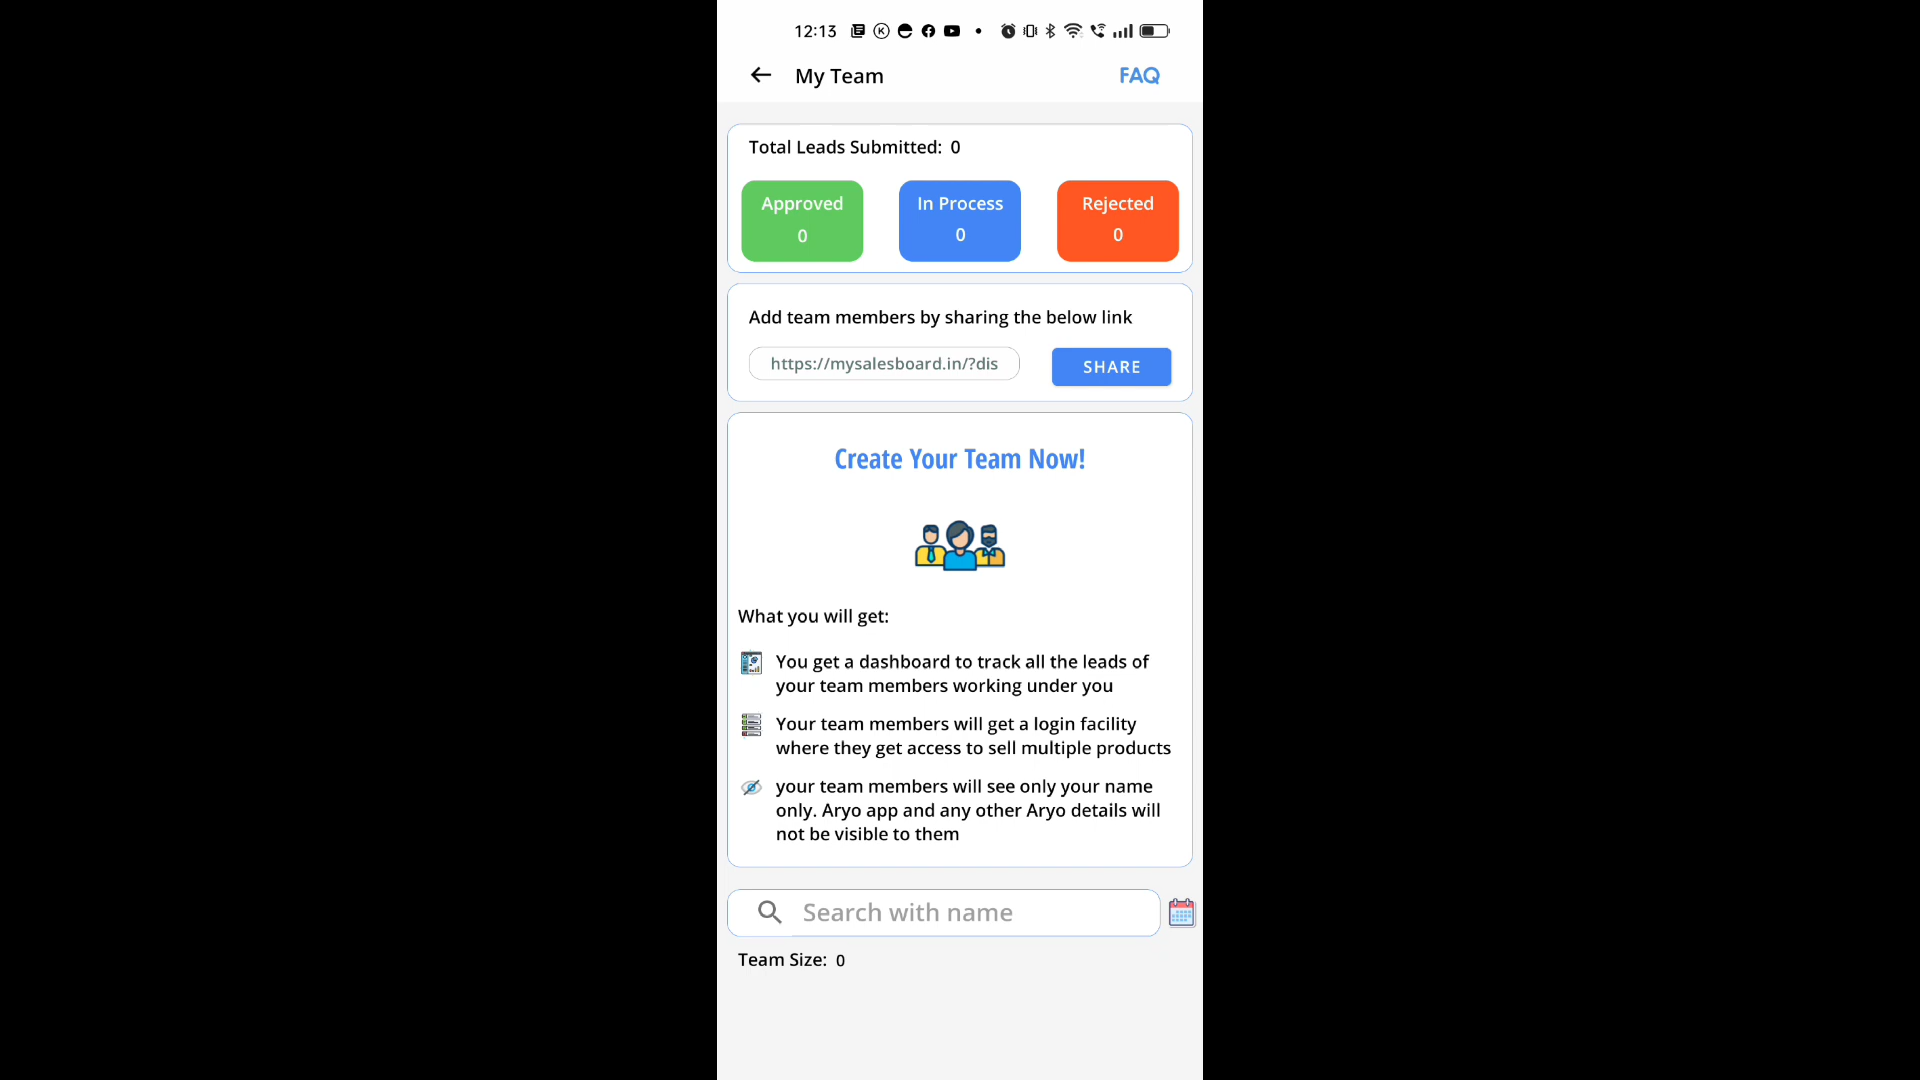 12:13
My Team
FAQ
Total Leads Submitted: 0
Approved
0
In Process
0
Rejected
0
Add team members by sharing the below link
https://mysalesboard.in/?dis
SHARE
Create Your Team Now!
What you will get:
You get a dashboard to track all the leads of
your team members working under you
Your team members will get a login facility
where they get access to sell multiple products
your team members will see only your name
only. Aryo app and any other Aryo details will
not be visible to them
Search with name
Team Size: 0